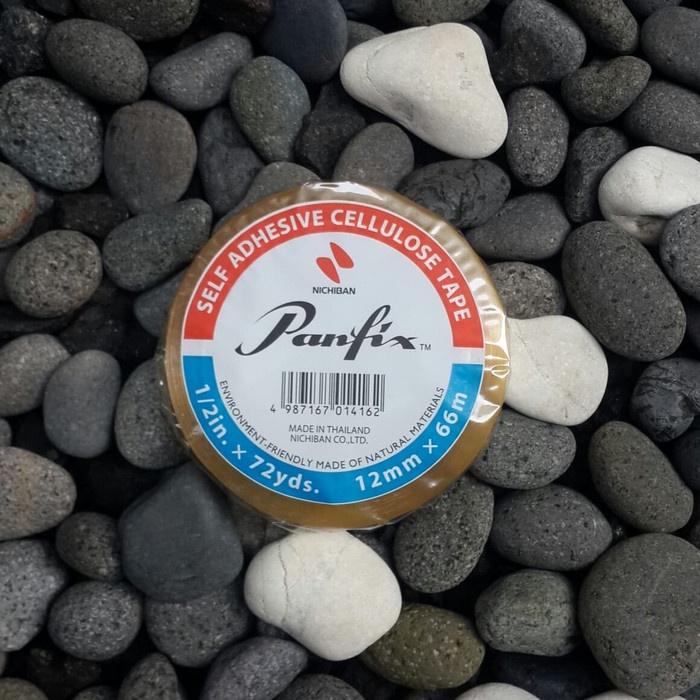 SELF ADHESIVE CELLULOSE TAPE
NICHIBAN
Panfix™
4 987167 014162
MADE IN THAILAND
NICHIBAN CO.,LTD.
ENVIRONMENT-FRIENDLY MADE OF NATURAL MATERIALS
1/2in. × 72yds. 12mm × 66m